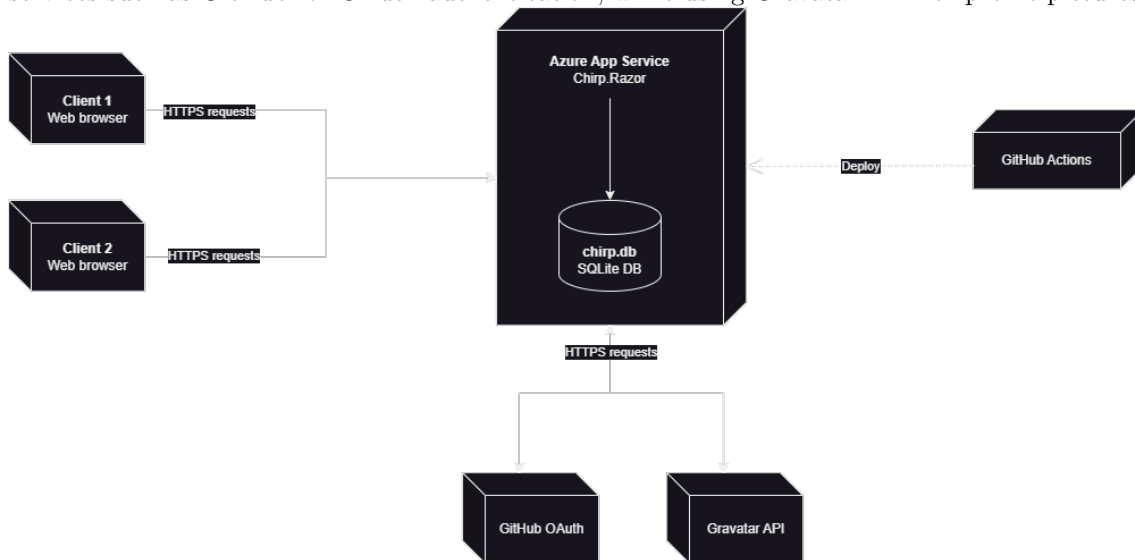 Azure App Service
Chirp.Razor
Client 1
Web browser
HTTPS requests
GitHub Actions
Deploy
Client 2
Web browser
HTTPS requests
chirp.db
SQLite DB
HTTPS requests
GitHub OAuth
Gravatar API